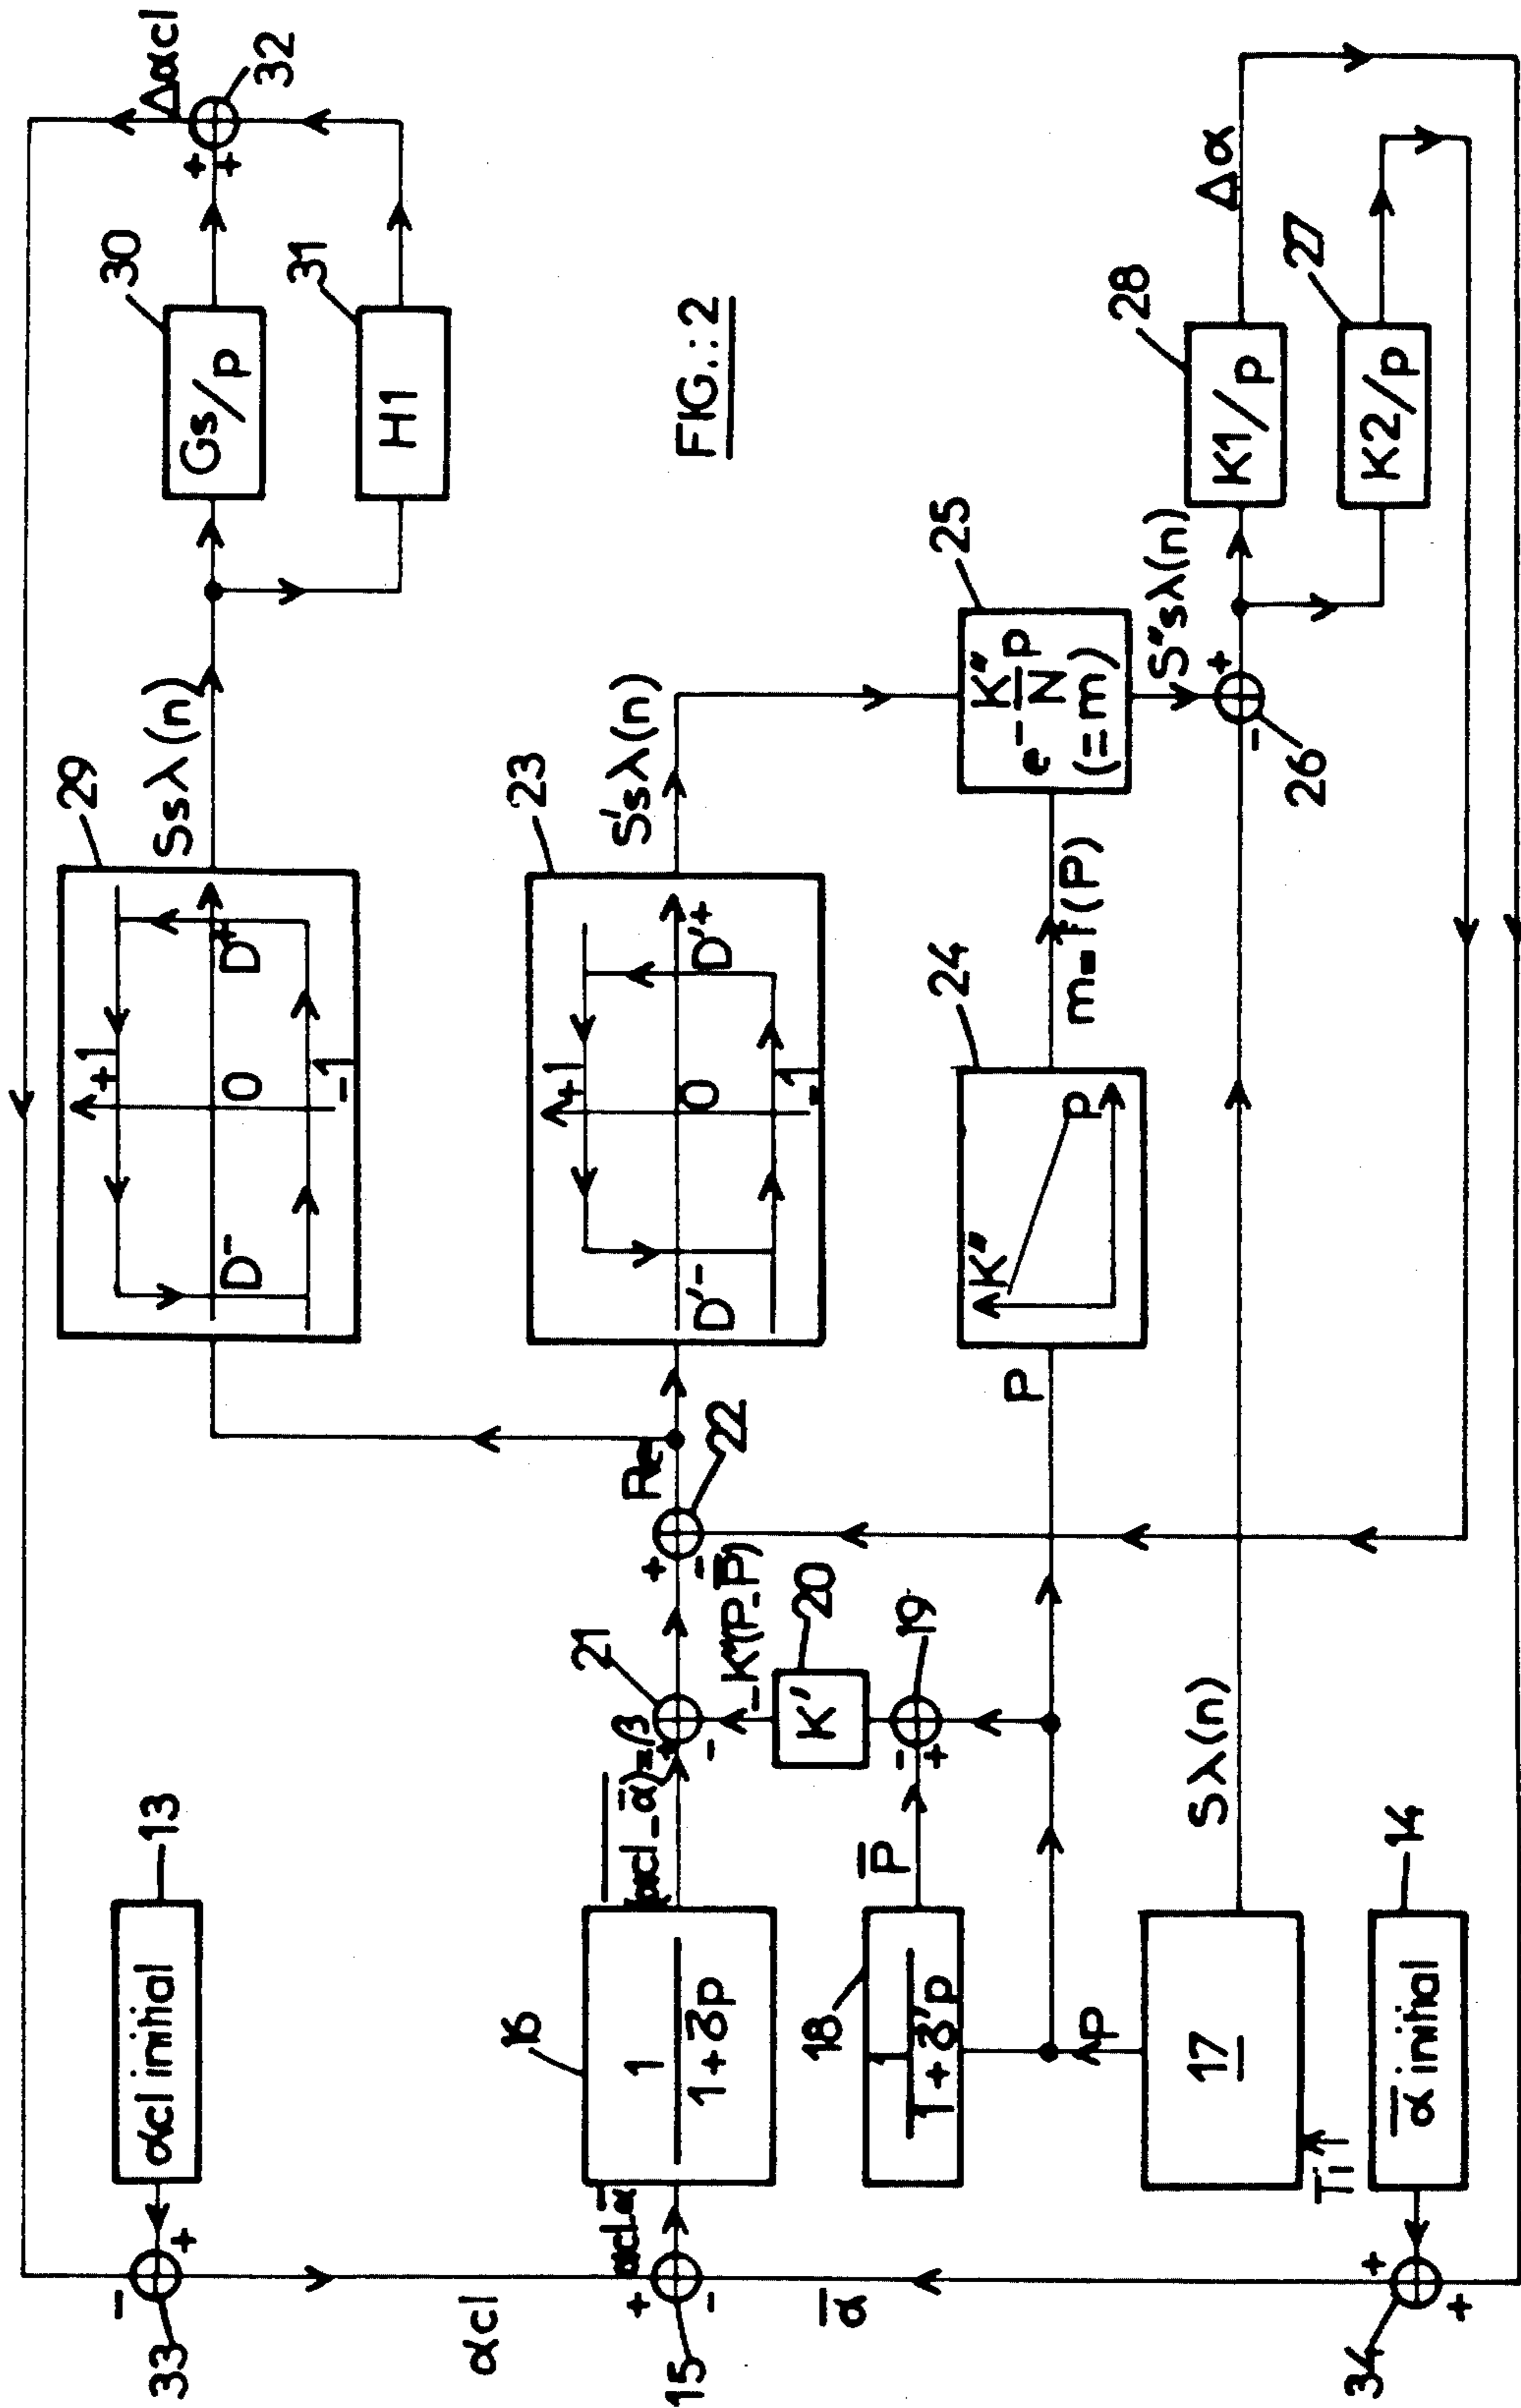 FIG.: 2
13
αcl initial
33
αcl
Δαcl
32
30
Gs/p
31
H1
29
Ssλ(n)
+1
D-
0
D+
-1
23
S's λ(n)
+1
D'-
0
D'+
-1
15
αcl-α̅
16
1
1+ਠp
(αcl-α̅)=β
21
-K'(P-P̅)
22
Re
20
K'
19
18
1
1+ਠ'p
P̅
P
17
Ti
Sλ(n)
24
K"
P
P
m=f(P)
25
e - K"/N p
(=m)
S"sλ(n)
26
28
K1/p
Δα
27
K2/p
14
α̅ initial
34
α̅